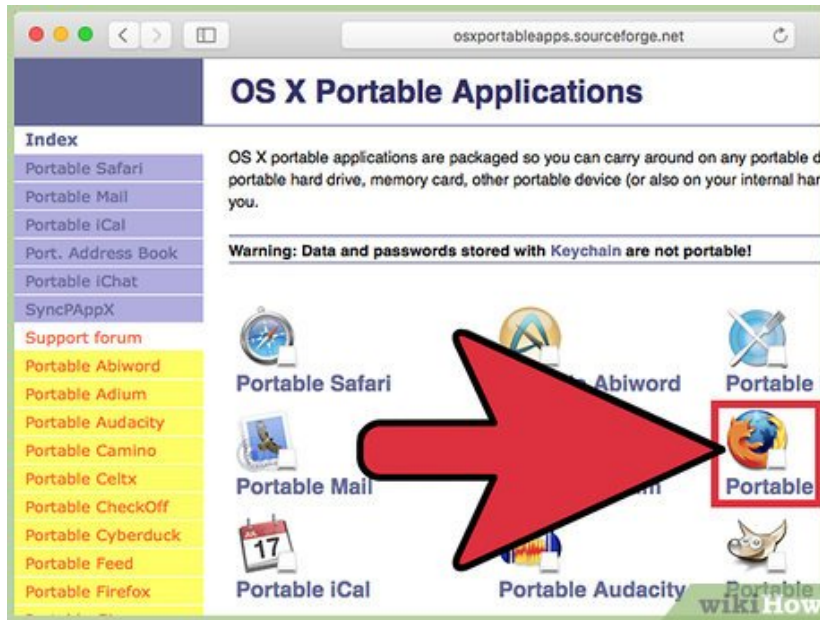 osxportableapps.sourceforge.net
OS X Portable Applications
Index
Portable Safari
Portable Mail
Portable iCal
Port. Address Book
Portable iChat
SyncPAppX
Support forum
Portable Abiword
Portable Adium
Portable Audacity
Portable Camino
Portable Celtx
Portable CheckOff
Portable Cyberduck
Portable Feed
Portable Firefox
OS X portable applications are packaged so you can carry around on any portable d
portable hard drive, memory card, other portable device (or also on your internal har
you.
Warning: Data and passwords stored with Keychain are not portable!
Portable Safari
Abiword
Portable
Portable Mail
Portable
17
Portable iCal
Portable Audacity
Portable
wikiHow